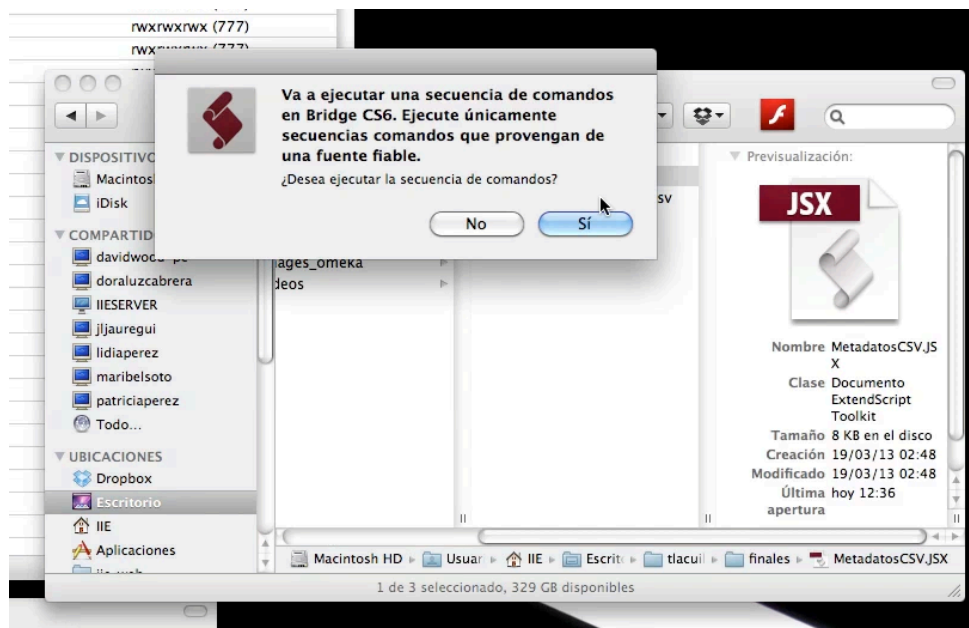 rwxrwxrwx (777)
Va a ejecutar una secuencia de comandos
en Bridge CS6. Ejecute únicamente
secuencias comandos que provengan de
una fuente fiable.
¿Desea ejecutar la secuencia de comandos?
No
Sí
DISPOSITIVO
Macintos
iDisk
COMPARTID
doraluzcabrera
IIESERVER
jljauregui
lidiaperez
maribelsoto
patriciaperez
Todo...
UBICACIONES
Dropbox
Escritorio
IIE
Aplicaciones
ages_omeka
deos
sv
Previsualización:
JSX
Nombre MetadatosCSV.JS
X
Clase Documento
ExtendScript
Toolkit
Tamaño 8 KB en el disco
Creación 19/03/13 02:48
Modificado 19/03/13 02:48
Última hoy 12:36
apertura
Macintosh HD Usuar IIE Escrit tlacuil finales MetadatosCSV.JSX
1 de 3 seleccionado, 329 GB disponibles